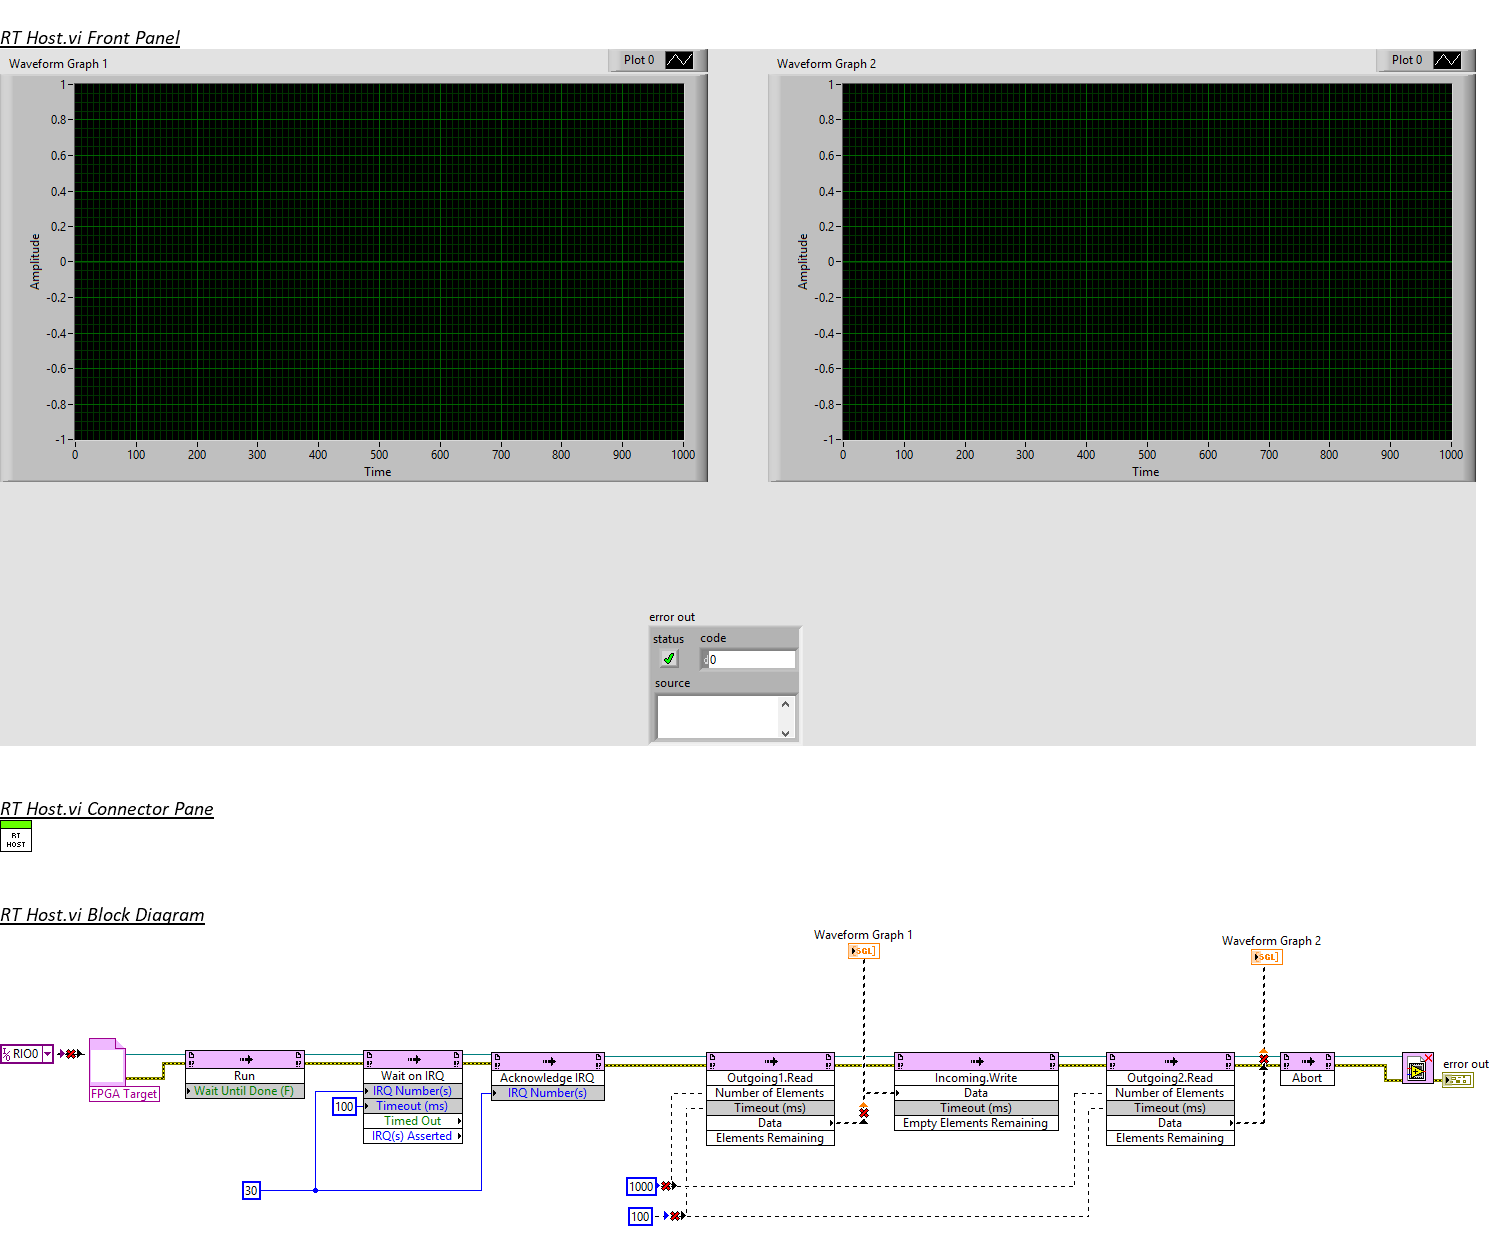 RT Host.vi Front Panel
Waveform Graph 1
Plot 0
Waveform Graph 2
Plot 0
1
0.8
0.6
0.4
0.2
0
-0.2
-0.4
-0.6
-0.8
-1
Amplitude
0 100 200 300 400 500 600 700 800 900 1000
Time
1
0.8
0.6
0.4
0.2
0
-0.2
-0.4
-0.6
-0.8
-1
Amplitude
0 100 200 300 400 500 600 700 800 900 1000
Time
error out
status code
0
source
RT Host.vi Connector Pane
RT
HOST
RT Host.vi Block Diagram
Waveform Graph 1
SGL]
Waveform Graph 2
SGL]
I/O RIO0
FPGA Target
Run
Wait Until Done (F)
Wait on IRQ
IRQ Number(s)
Timeout (ms)
Timed Out
IRQ(s) Asserted
100
30
Acknowledge IRQ
IRQ Number(s)
Outgoing1.Read
Number of Elements
Timeout (ms)
Data
Elements Remaining
1000
100
Incoming.Write
Data
Timeout (ms)
Empty Elements Remaining
Outgoing2.Read
Number of Elements
Timeout (ms)
Data
Elements Remaining
Abort
error out